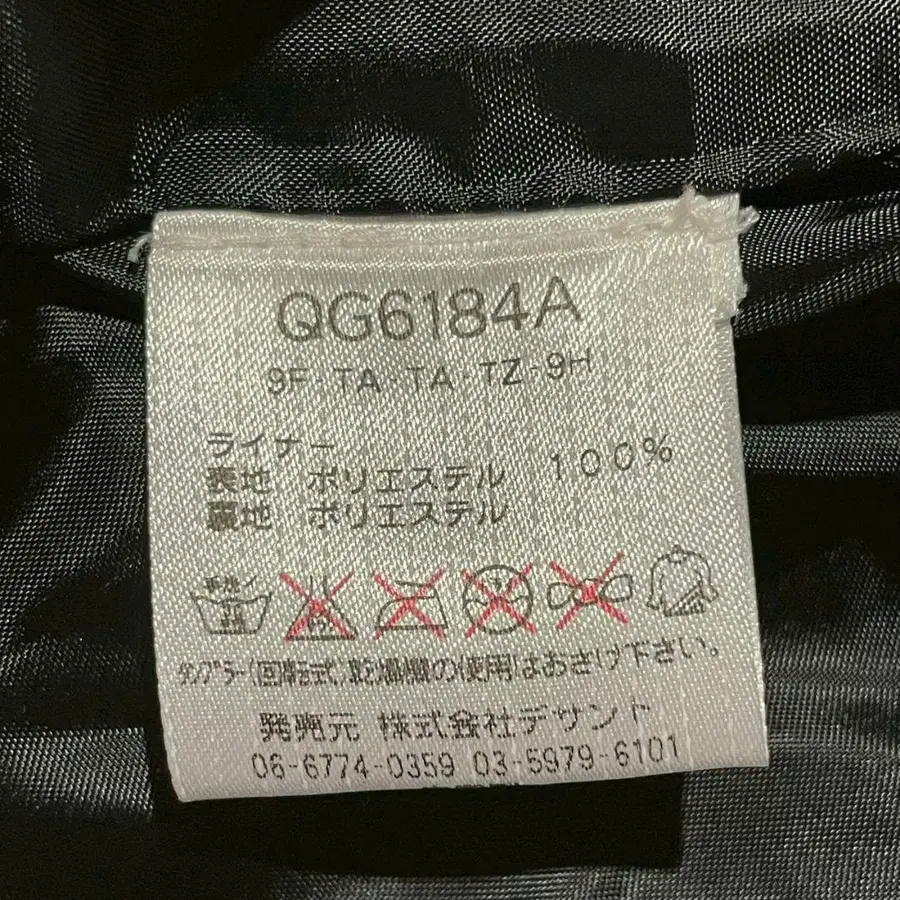 QG6184A
9F-TA-TA-TZ-9H
ライナー
表地 ポリエステル 100%
裏地 ポリエステル
タンブラー(回転式)乾燥機の使用はおさけ下さい。
発売元 株式会社デサント
06-6774-0359 03-5979-6101